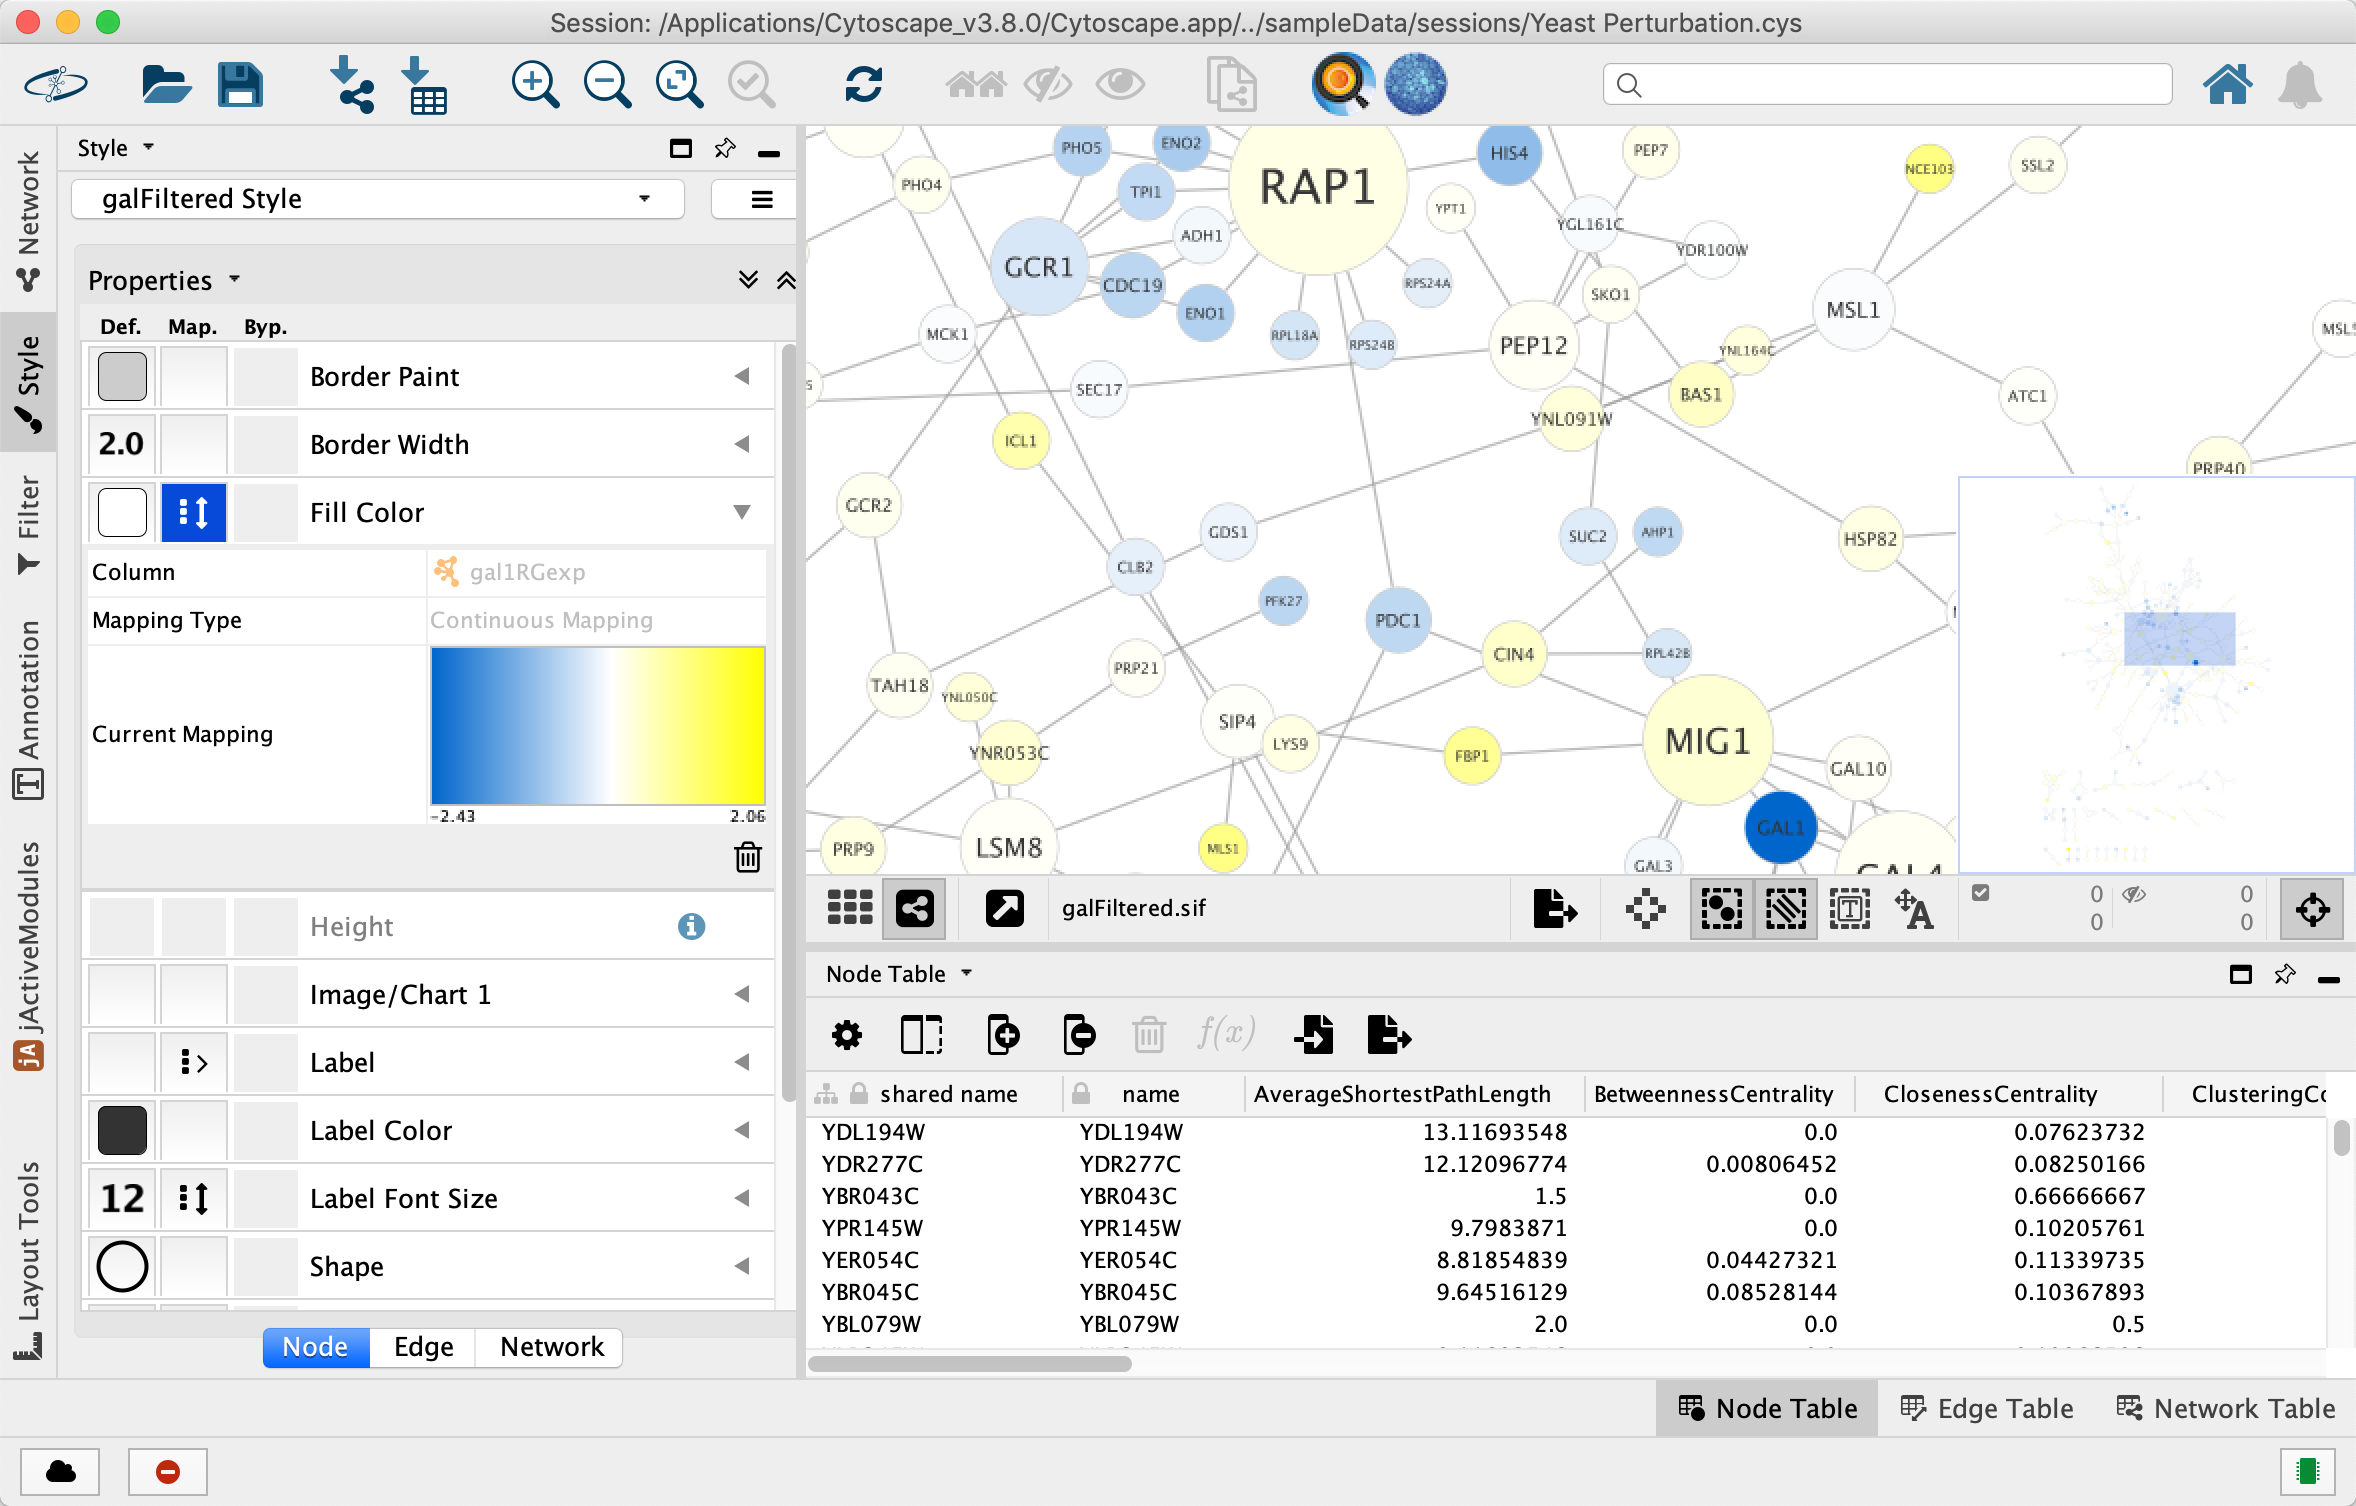 Session: /Applications/Cytoscape_v3.8.0/Cytoscape.app/../sampleData/sessions/Yeast Perturbation.cys
Network
Style
Filter
Annotation
jActiveModules
jA
Layout Tools
Style
galFiltered Style
Properties
Def. Map. Byp.
Border Paint
2.0 Border Width
Fill Color
Column gal1RGexp
Mapping Type Continuous Mapping
Current Mapping
-2.43 2.06
Height
Image/Chart 1
Label
Label Color
12 Label Font Size
Shape
Node Edge Network
PHO5 ENO2 RAP1 HIS4 PEP7 NCE103 SSL2
PHO4 TPI1 YPT1
ADH1 YGL161C YDR100W
GCR1 CDC19 RPS24A SKO1 MSL1
MCK1 ENO1 RPL18A RPS24B PEP12 YNL164C
SEC17 BAS1 ATC1
ICL1 YNL091W PRP40
GCR2 GDS1 SUC2 AHP1 HSP82
CLB2 PFK27 PDC1
TAH18 YNL050C PRP21 CIN4 RPL42B
YNR053C SIP4 LYS9 FBP1 MIG1 GAL10
PRP9 LSM8 MLS1 GAL3 GAL1 GAL4
galFiltered.sif
0 0
0 0
Node Table
f(x)
shared name name AverageShortestPathLength BetweennessCentrality ClosenessCentrality
YDL194W YDL194W 13.11693548 0.0 0.07623732
YDR277C YDR277C 12.12096774 0.00806452 0.08250166
YBR043C YBR043C 1.5 0.0 0.66666667
YPR145W YPR145W 9.7983871 0.0 0.10205761
YER054C YER054C 8.81854839 0.04427321 0.11339735
YBR045C YBR045C 9.64516129 0.08528144 0.10367893
YBL079W YBL079W 2.0 0.0 0.5
Node Table Edge Table Network Table